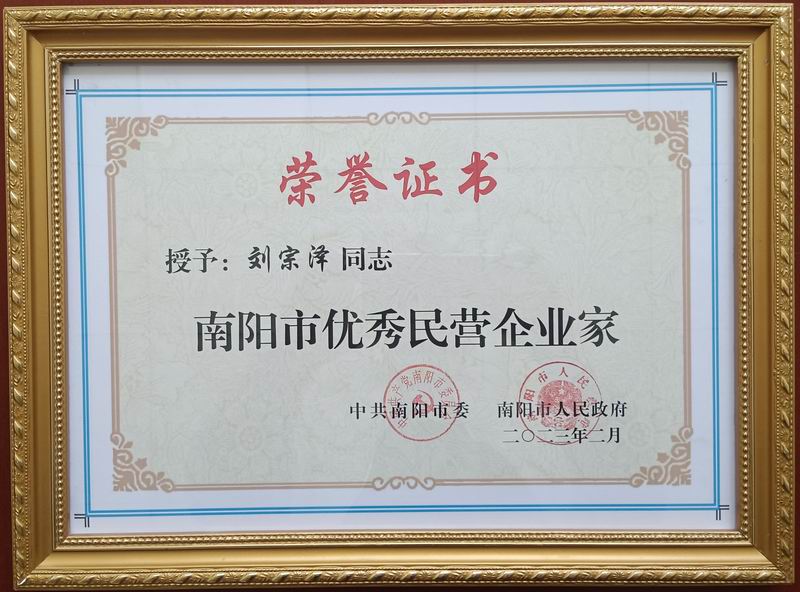 荣誉证书
授予：刘宗泽同志
南阳市优秀民营企业家
中共南阳市委 南阳市人民政府
二〇二三年二月